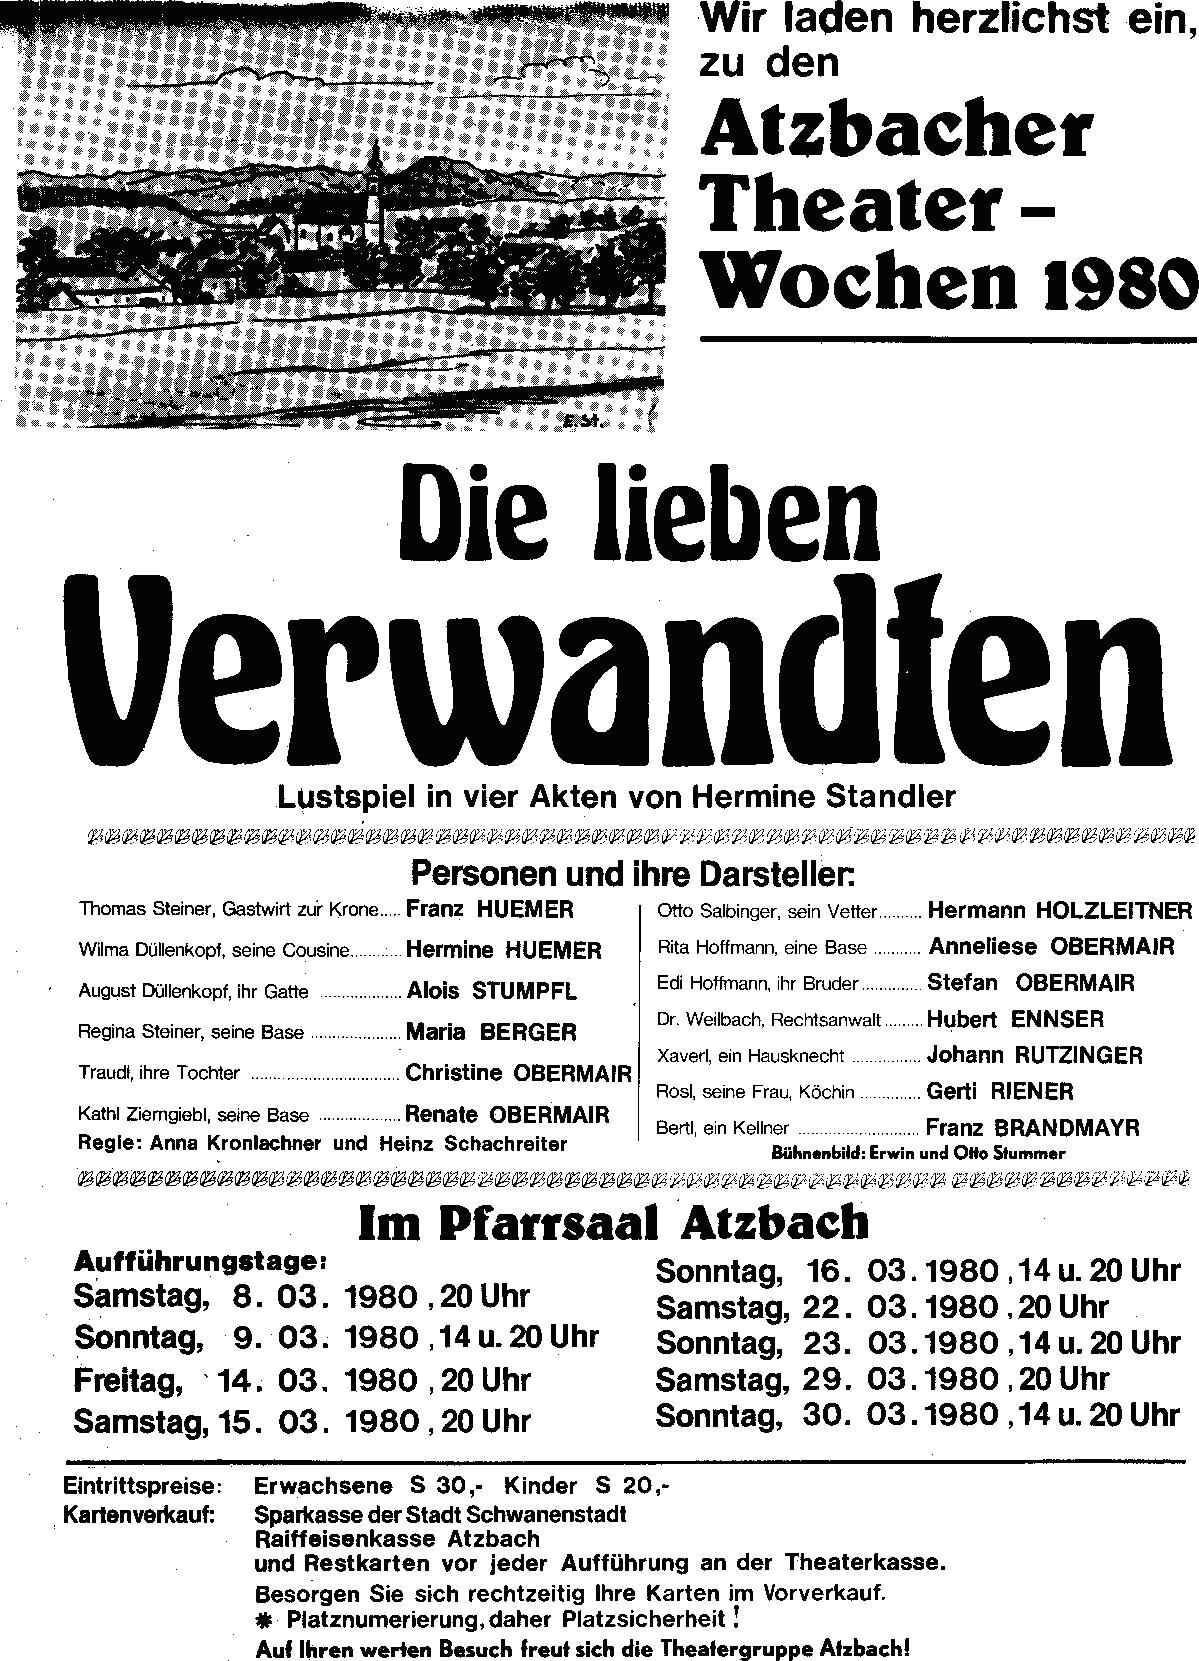 Wir laden herzlichst ein,
zu den
Atzbacher
Theater –
Wochen 1980
E. St.
Die lieben
Verwandten
Lustspiel in vier Akten von Hermine Standler
Personen und ihre Darsteller:
Thomas Steiner, Gastwirt zur Krone..... Franz HUEMER
Wilma Düllenkopf, seine Cousine............ Hermine HUEMER
August Düllenkopf, ihr Gatte .................. Alois STUMPFL
Regina Steiner, seine Base .................... Maria BERGER
Traudl, ihre Tochter ................................. Christine OBERMAIR
Kathl Zierngiebl, seine Base .................. Renate OBERMAIR
Regie: Anna Kronlachner und Heinz Schachreiter
Otto Salbinger, sein Vetter.......... Hermann HOLZLEITNER
Rita Hoffmann, eine Base ........... Anneliese OBERMAIR
Edi Hoffmann, ihr Bruder............. Stefan OBERMAIR
Dr. Weilbach, Rechtsanwalt......... Hubert ENNSER
Xaverl, ein Hausknecht ............... Johann RUTZINGER
Rosl, seine Frau, Köchin ............. Gerti RIENER
Bertl, ein Kellner ........................... Franz BRANDMAYR
Bühnenbild: Erwin und Otto Stummer
Im Pfarrsaal Atzbach
Aufführungstage:
Samstag, 8. 03. 1980, 20 Uhr
Sonntag, 9. 03. 1980, 14 u. 20 Uhr
Freitag, 14. 03. 1980, 20 Uhr
Samstag, 15. 03. 1980, 20 Uhr
Sonntag, 16. 03. 1980, 14 u. 20 Uhr
Samstag, 22. 03. 1980, 20 Uhr
Sonntag, 23. 03. 1980, 14 u. 20 Uhr
Samstag, 29. 03. 1980, 20 Uhr
Sonntag, 30. 03. 1980, 14 u. 20 Uhr
Eintrittspreise: Erwachsene S 30,- Kinder S 20,-
Kartenverkauf: Sparkasse der Stadt Schwanenstadt
Raiffeisenkasse Atzbach
und Restkarten vor jeder Aufführung an der Theaterkasse.
Besorgen Sie sich rechtzeitig Ihre Karten im Vorverkauf.
* Platznumerierung, daher Platzsicherheit !
Auf Ihren werten Besuch freut sich die Theatergruppe Atzbach!